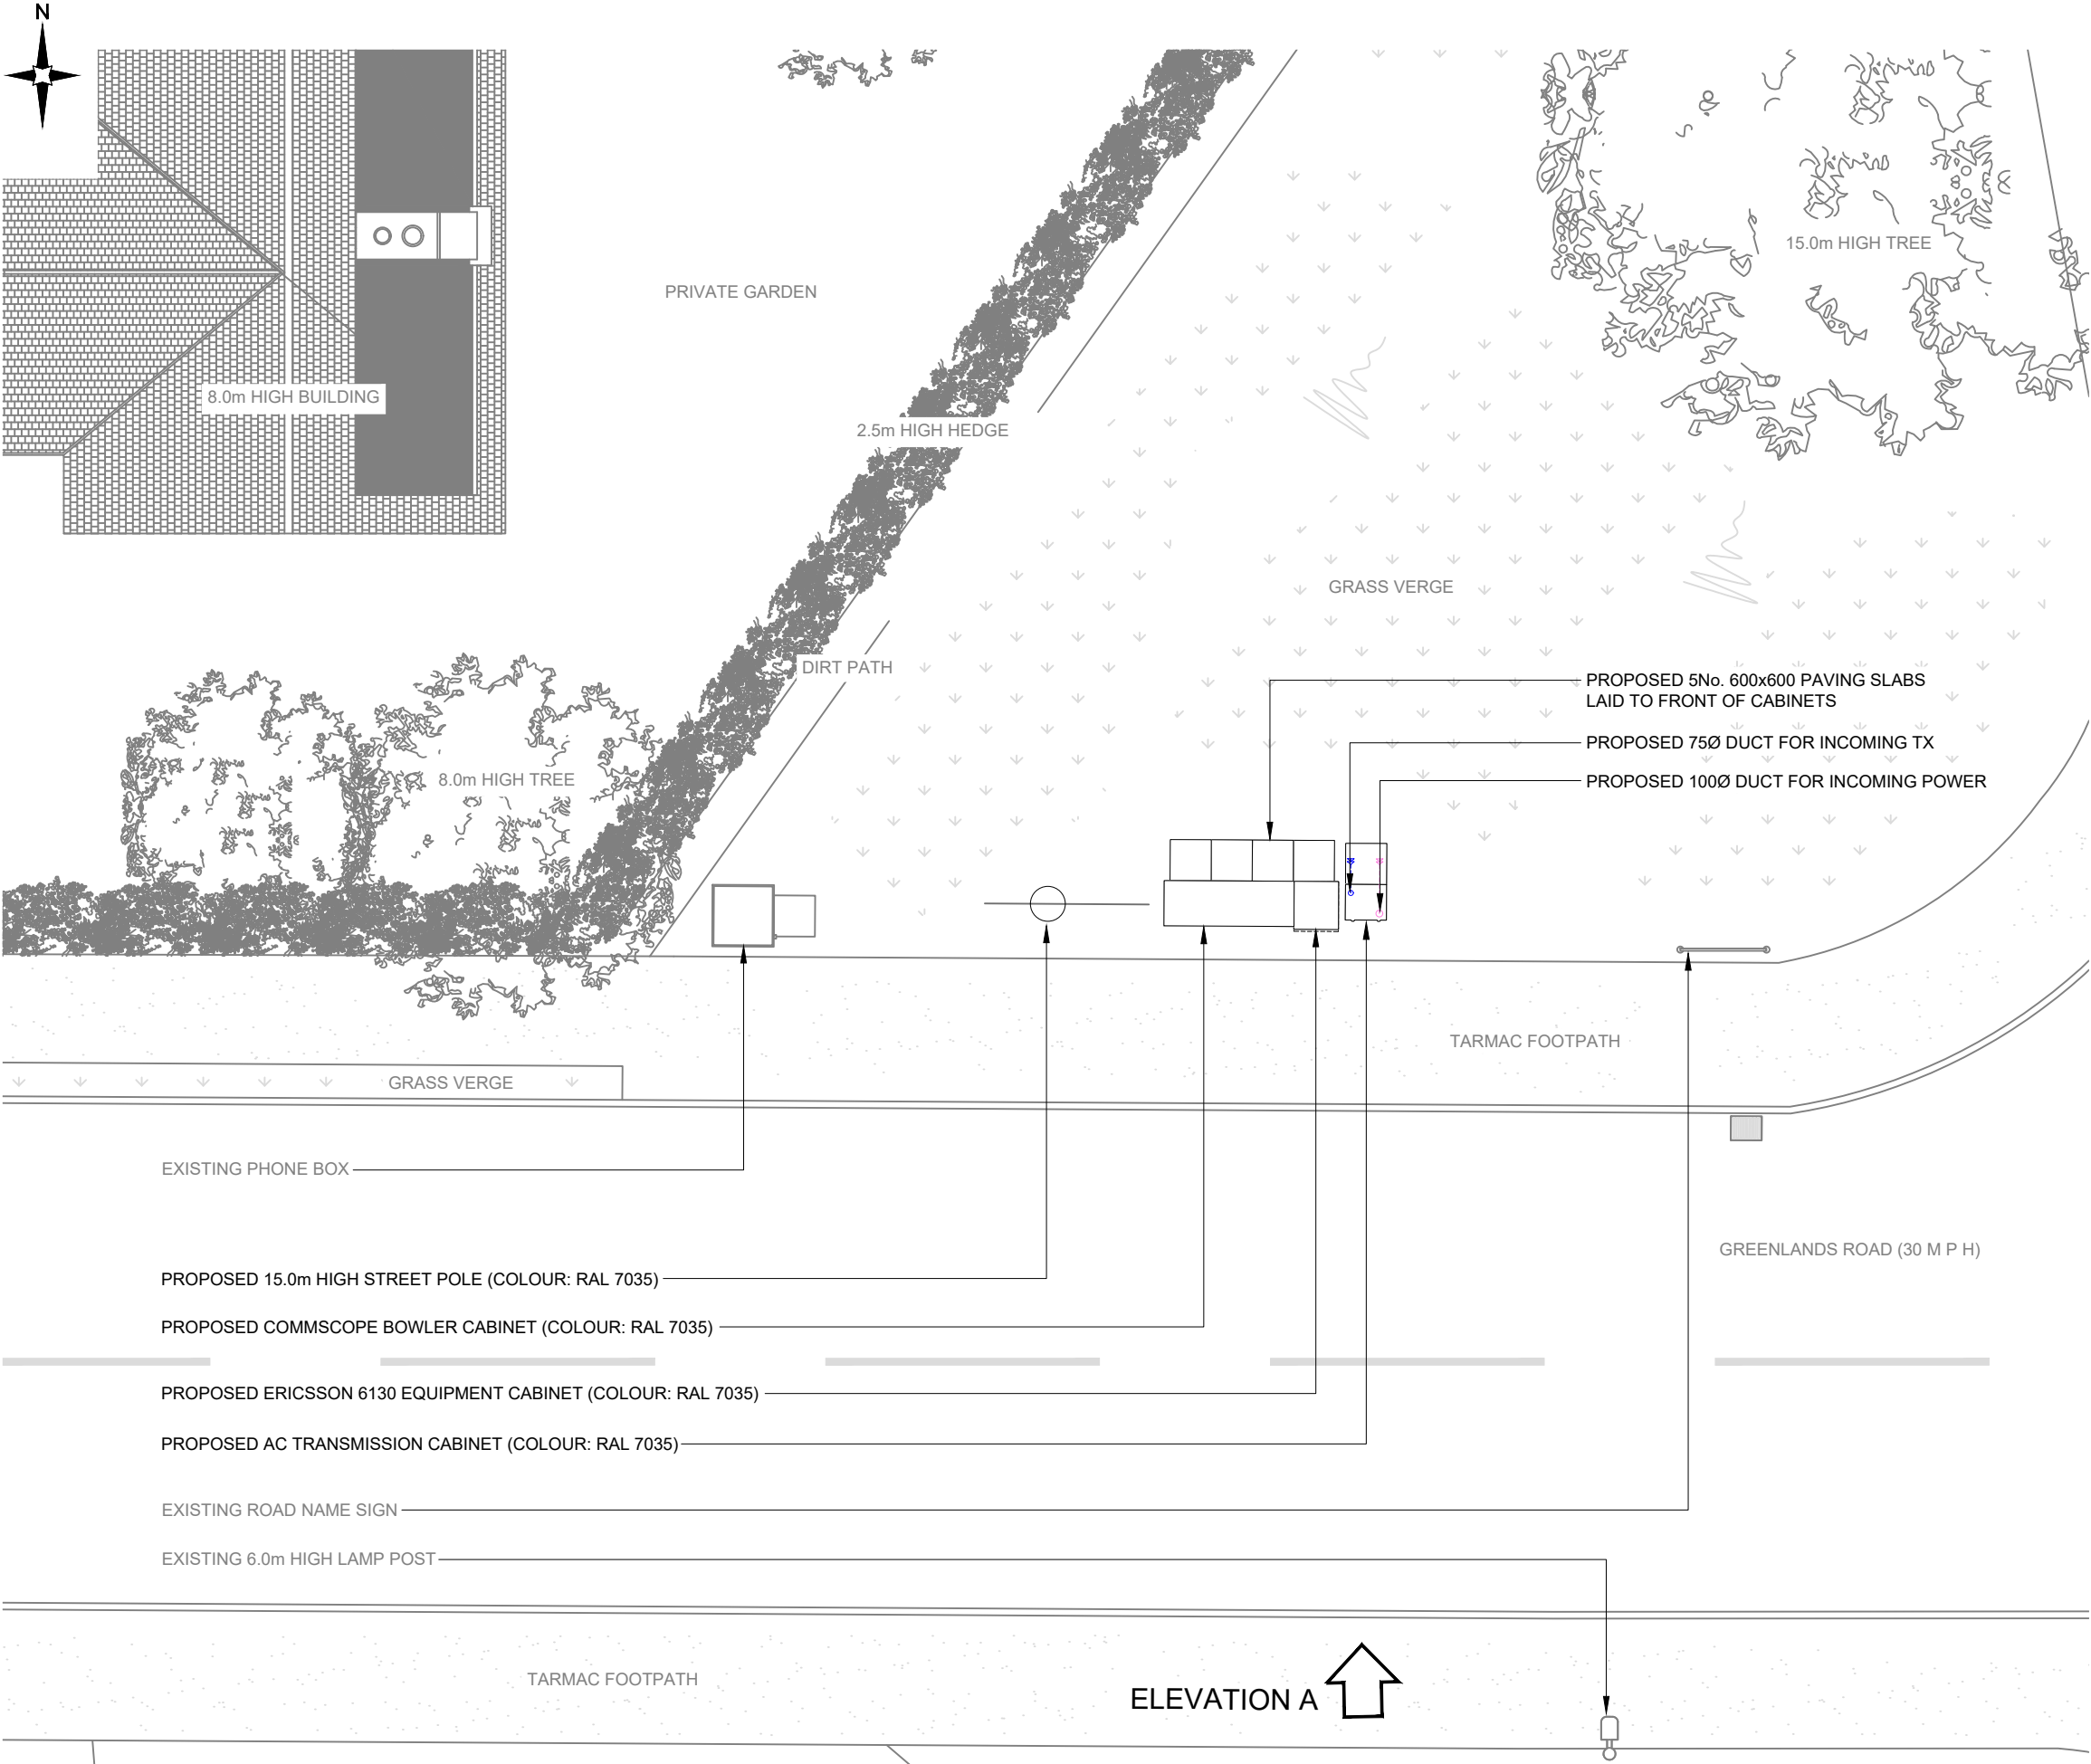 N
15.0m HIGH TREE
PRIVATE GARDEN
8.0m HIGH BUILDING
2.5m HIGH HEDGE
GRASS VERGE
DIRT PATH
PROPOSED 5No. 600x600 PAVING SLABS
LAID TO FRONT OF CABINETS
PROPOSED 75Ø DUCT FOR INCOMING TX
8.0m HIGH TREE
PROPOSED 100Ø DUCT FOR INCOMING POWER
TARMAC FOOTPATH
GRASS VERGE
EXISTING PHONE BOX
GREENLANDS ROAD (30 M P H)
PROPOSED 15.0m HIGH STREET POLE (COLOUR: RAL 7035)
PROPOSED COMMSCOPE BOWLER CABINET (COLOUR: RAL 7035)
PROPOSED ERICSSON 6130 EQUIPMENT CABINET (COLOUR: RAL 7035)
PROPOSED AC TRANSMISSION CABINET (COLOUR: RAL 7035)
EXISTING ROAD NAME SIGN
EXISTING 6.0m HIGH LAMP POST
TARMAC FOOTPATH
ELEVATION A